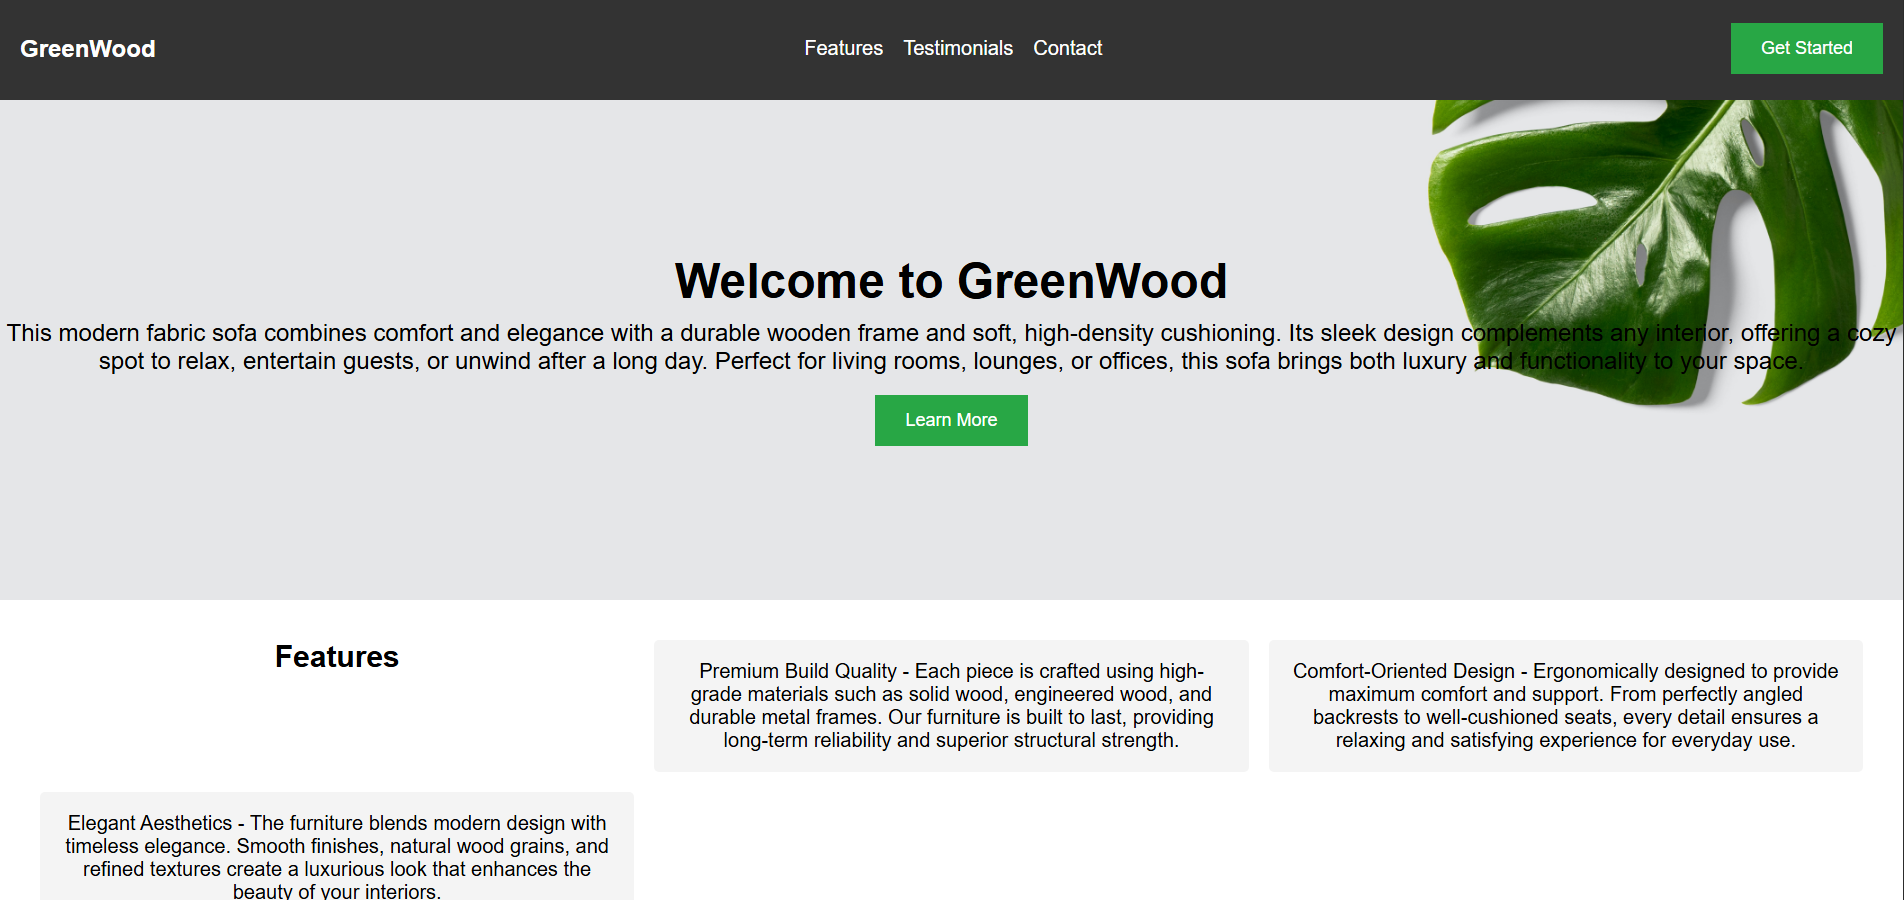 GreenWood
Features Testimonials Contact
Get Started
Welcome to GreenWood
This modern fabric sofa combines comfort and elegance with a durable wooden frame and soft, high-density cushioning. Its sleek design complements any interior, offering a cozy
spot to relax, entertain guests, or unwind after a long day. Perfect for living rooms, lounges, or offices, this sofa brings both luxury and functionality to your space.
Learn More
Features
Premium Build Quality - Each piece is crafted using high-
grade materials such as solid wood, engineered wood, and
durable metal frames. Our furniture is built to last, providing
long-term reliability and superior structural strength.
Comfort-Oriented Design - Ergonomically designed to provide
maximum comfort and support. From perfectly angled
backrests to well-cushioned seats, every detail ensures a
relaxing and satisfying experience for everyday use.
Elegant Aesthetics - The furniture blends modern design with
timeless elegance. Smooth finishes, natural wood grains, and
refined textures create a luxurious look that enhances the
beauty of your interiors.